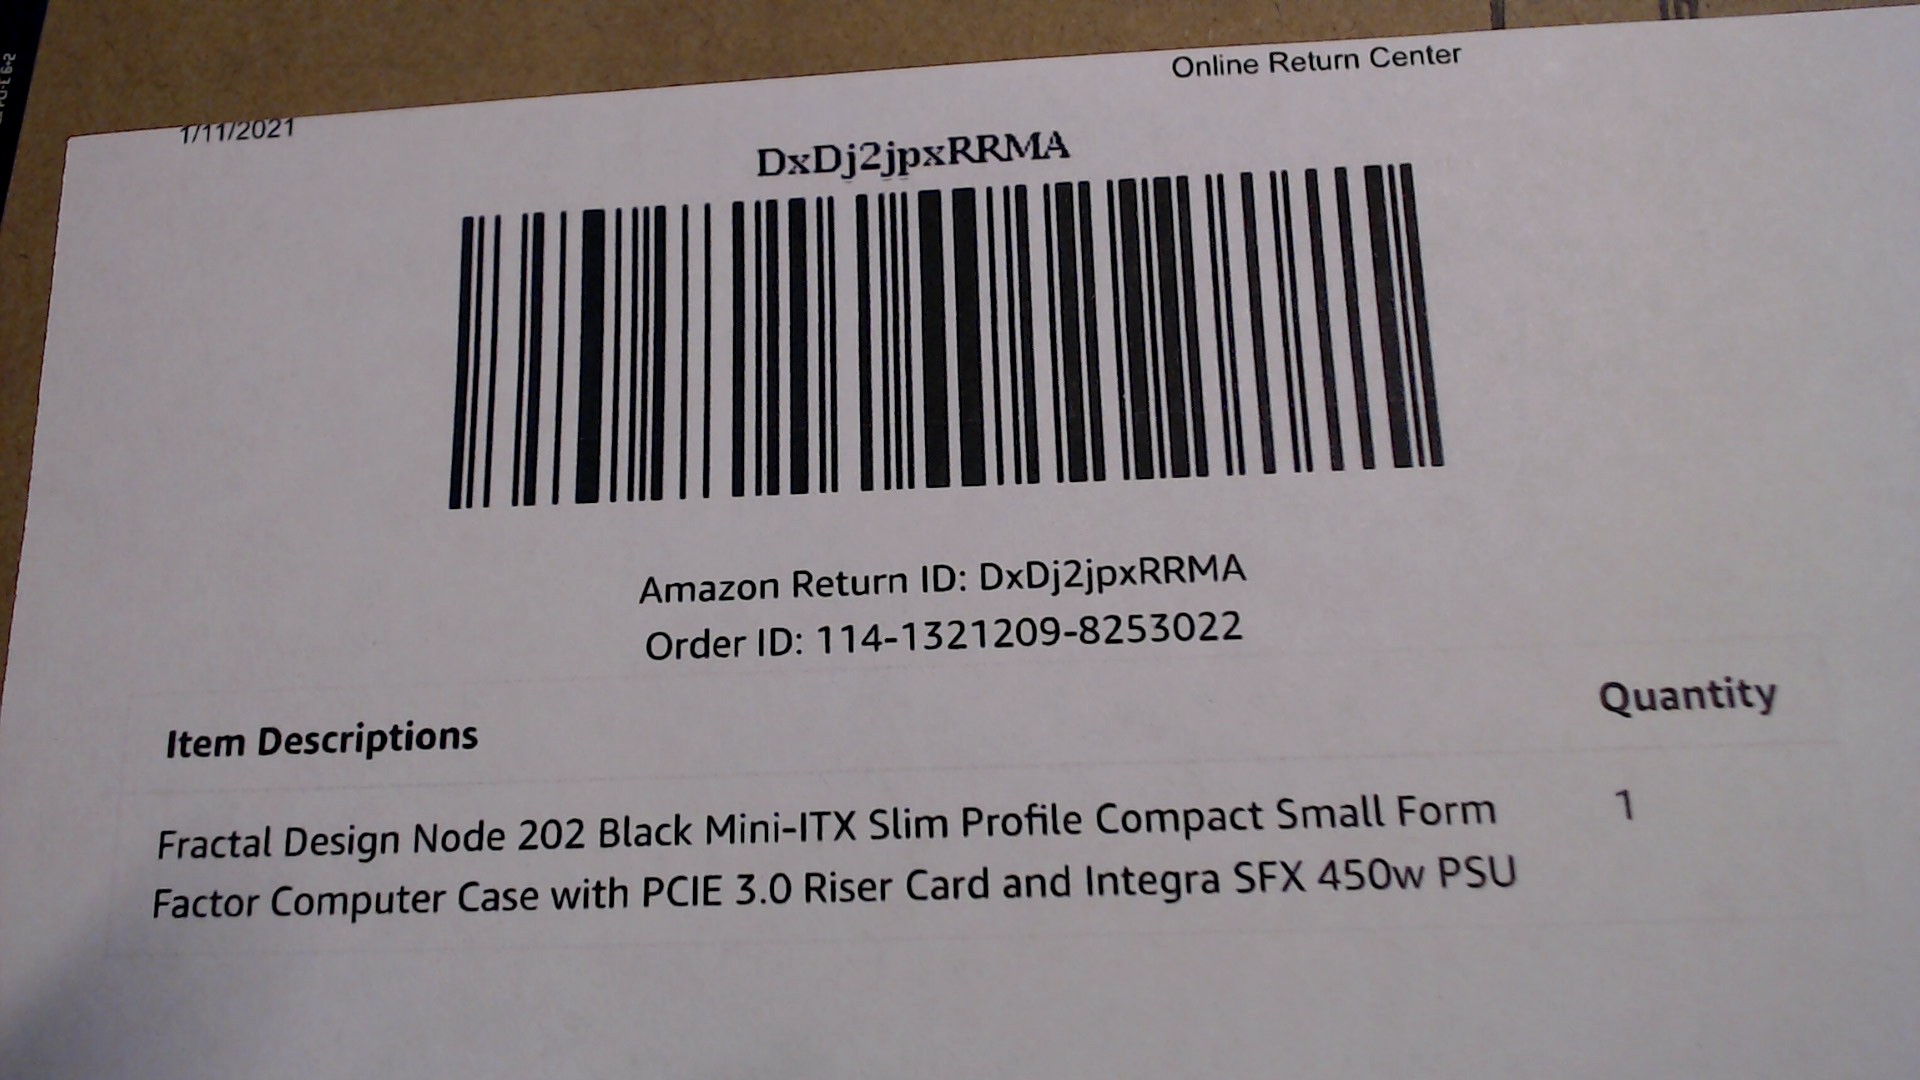 1/11/2021
Online Return Center
DxDj2jpxRRMA
Amazon Return ID: DxDj2jpxRRMA
Order ID: 114-1321209-8253022
Item Descriptions
Quantity
Fractal Design Node 202 Black Mini-ITX Slim Profile Compact Small Form
1
Factor Computer Case with PCIE 3.0 Riser Card and Integra SFX 450w PSU